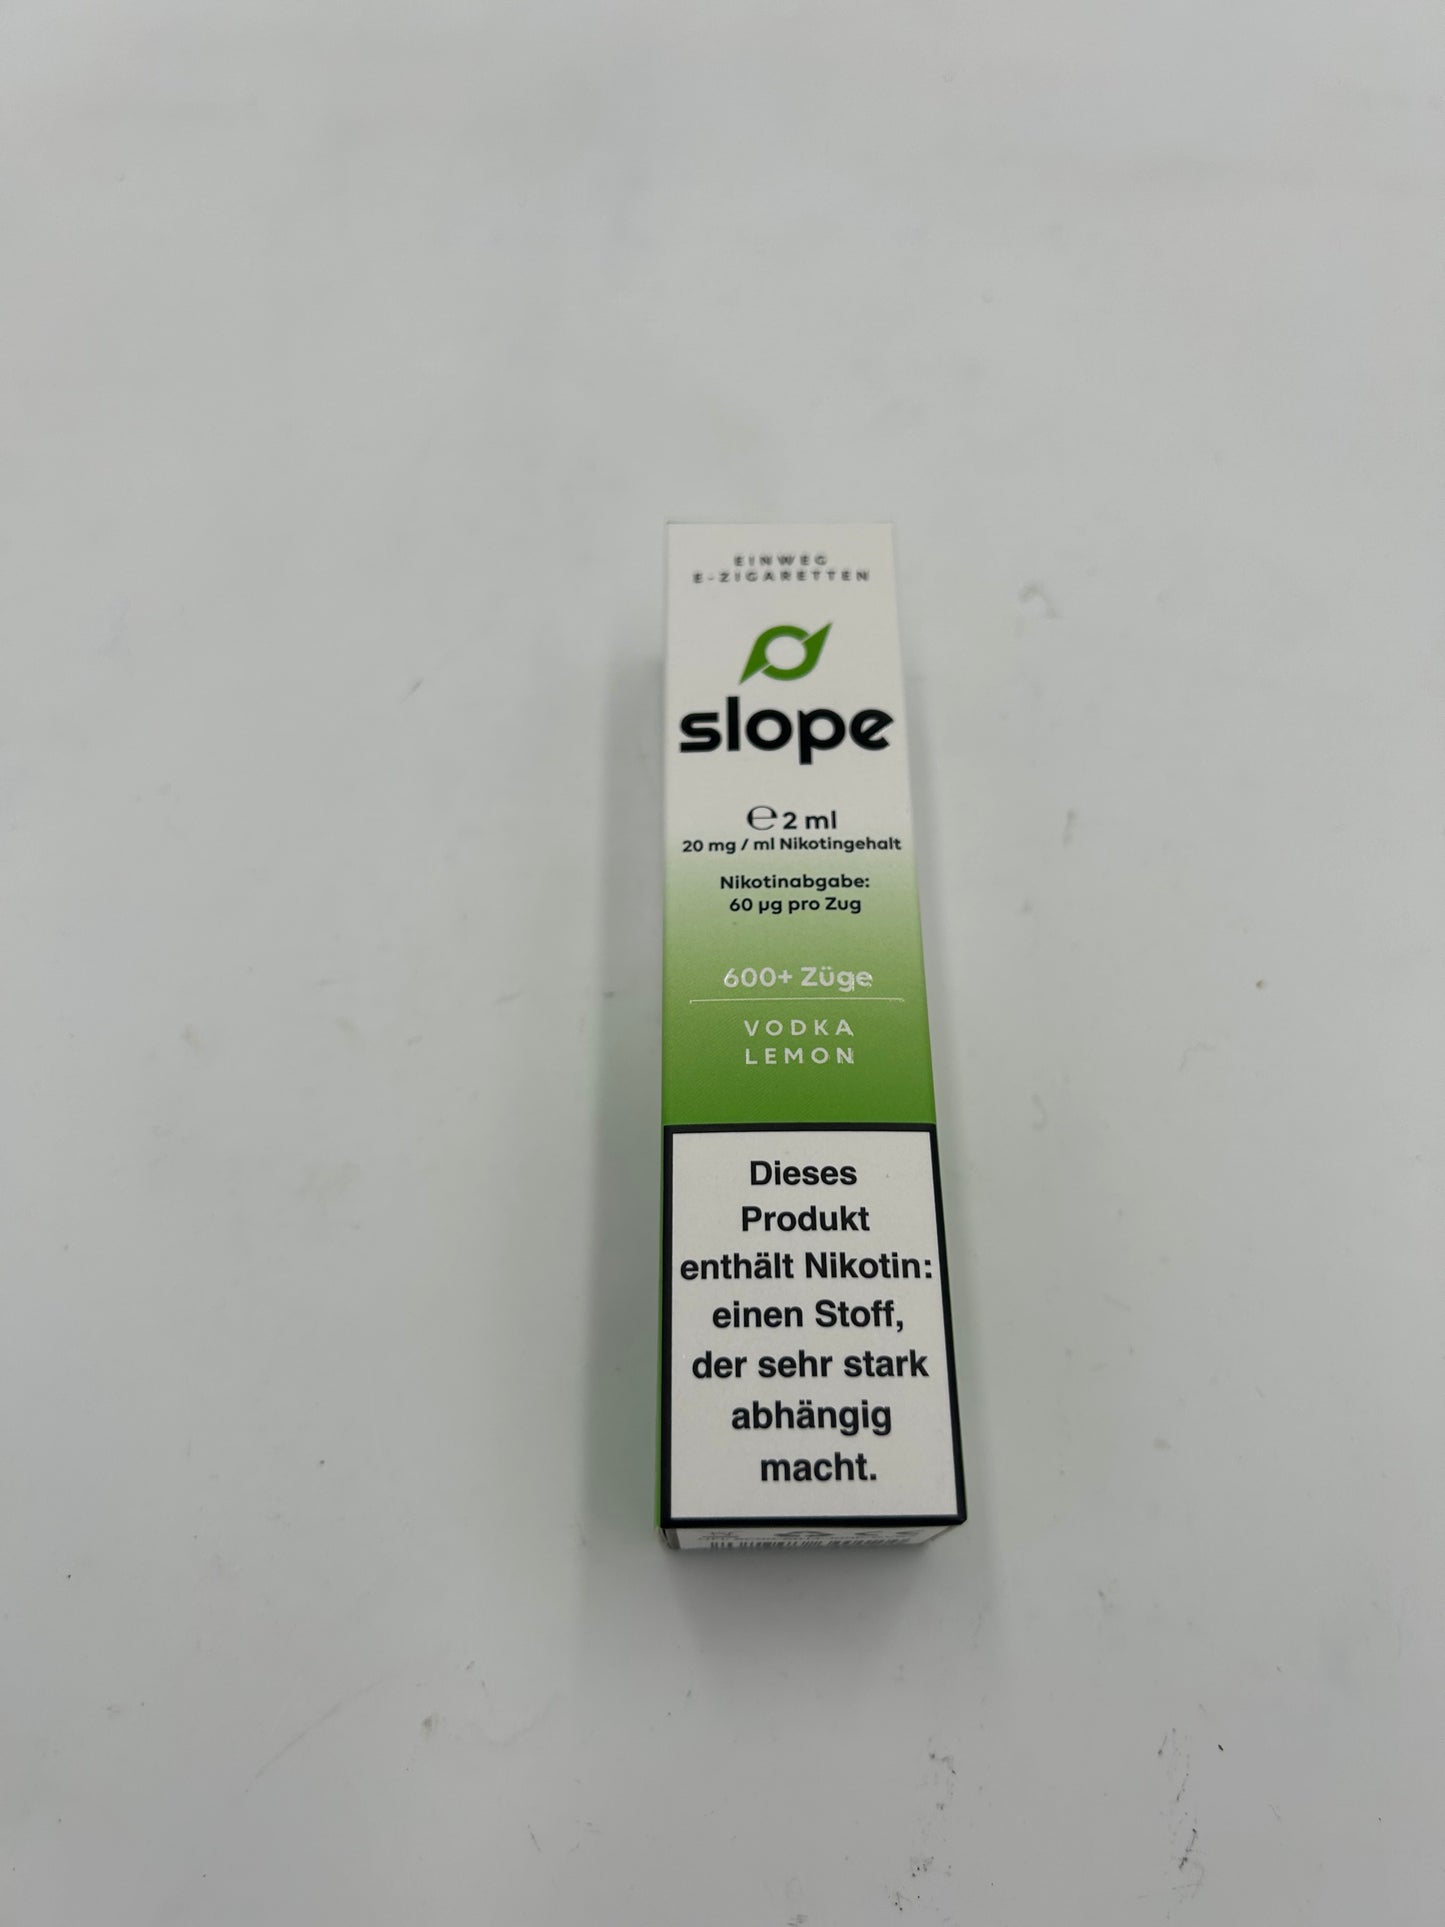 EINWEG
E-ZIGARETTEN
slope
℮ 2 ml
20 mg / ml Nikotingehalt
Nikotinabgabe:
60 µg pro Zug
600+ Züge
VODKA
LEMON
Dieses
Produkt
enthält Nikotin:
einen Stoff,
der sehr stark
abhängig
macht.